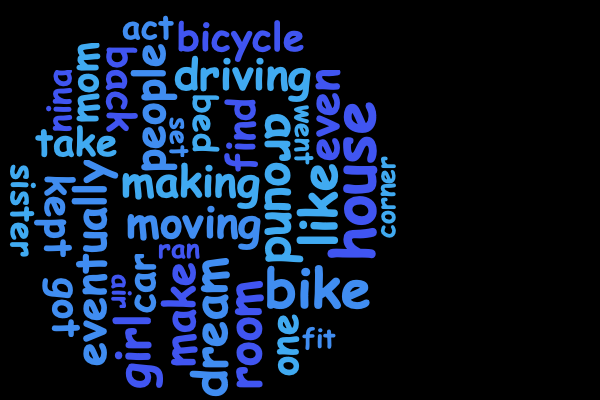 act
bicycle
back
people
mom
driving
nina
bed
find
even
went
set
around
house
take
sister
kept
making
like
corner
eventually
moving
ran
got
air
car
make
dream
bike
girl
room
one
fit